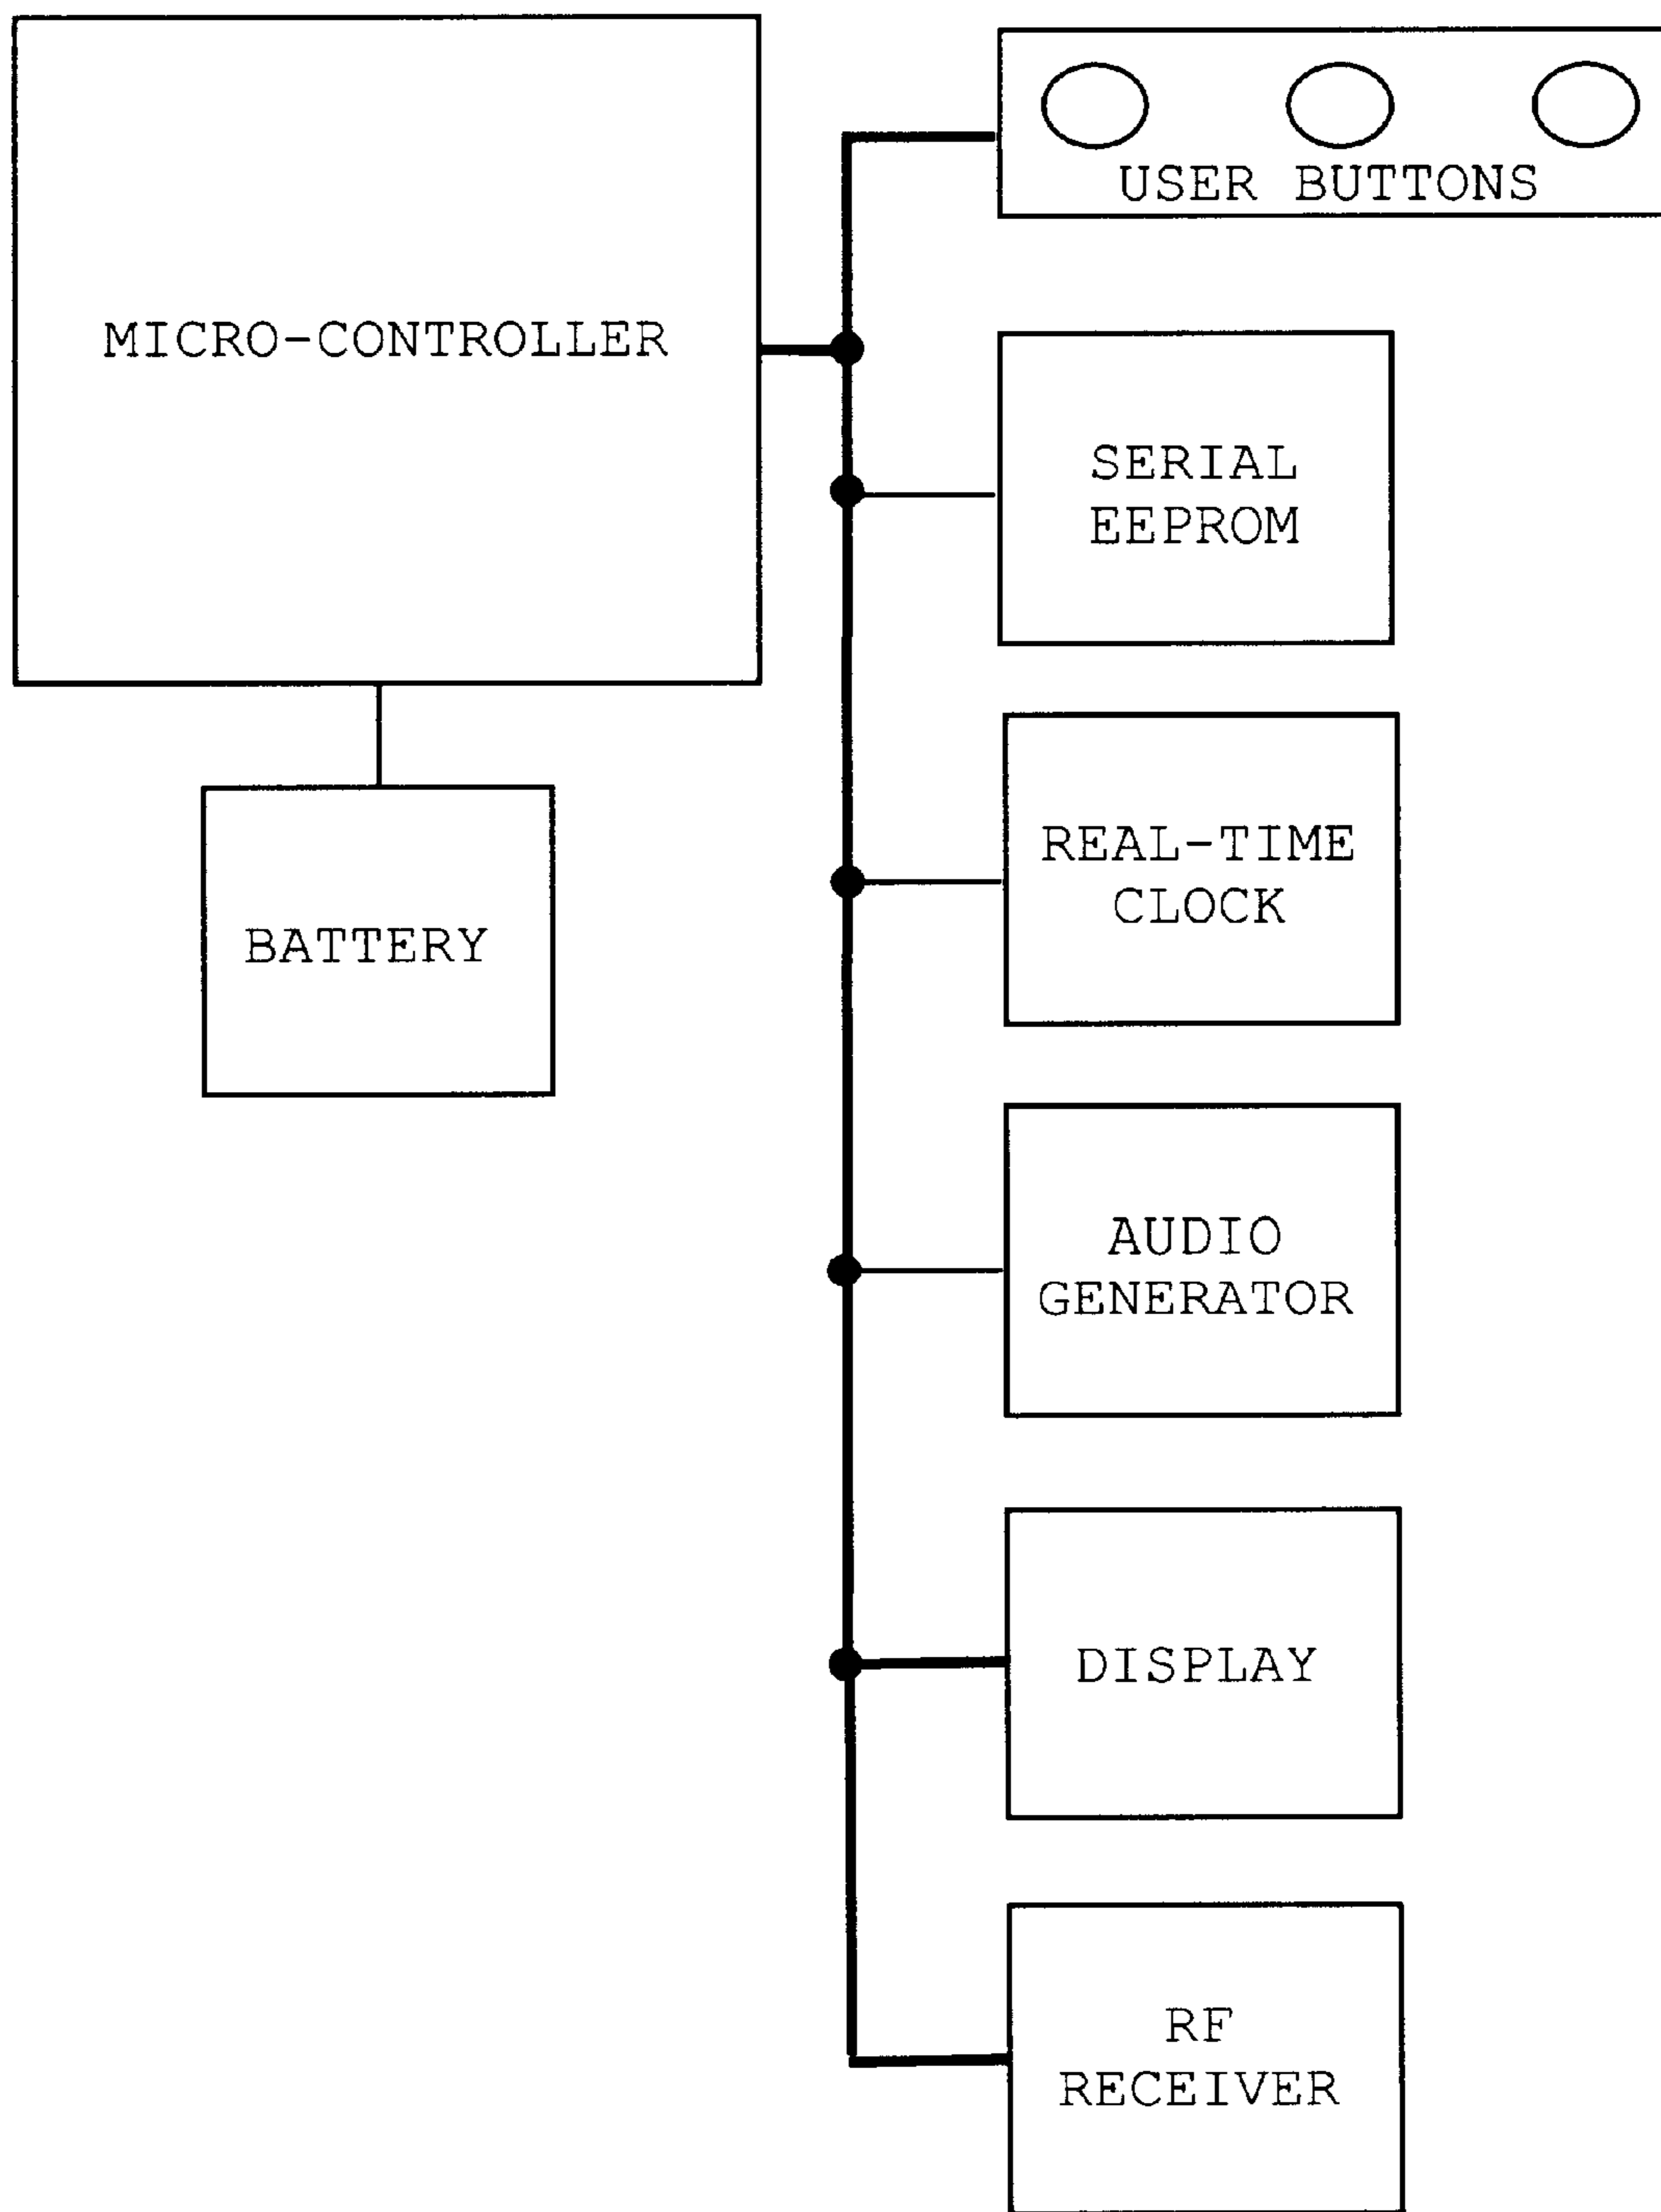 MICRO-CONTROLLER
BATTERY
USER BUTTONS
SERIAL
EEPROM
REAL-TIME
CLOCK
AUDIO
GENERATOR
DISPLAY
RF
RECEIVER